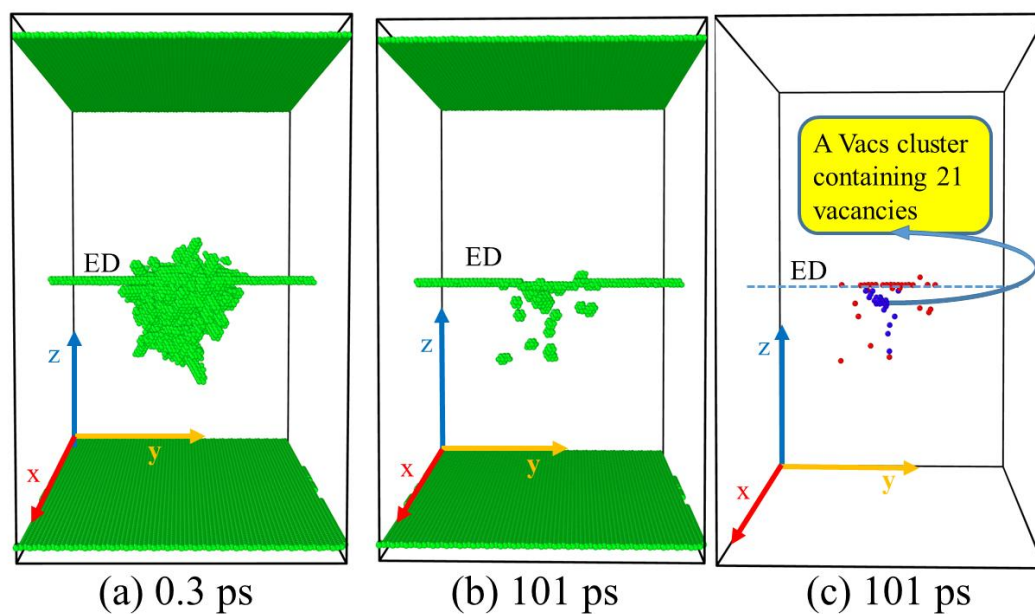 ED
z
y
x
(a) 0.3 ps
ED
z
y
x
(b) 101 ps
A Vacs cluster
containing 21
vacancies
ED
z
y
x
(c) 101 ps